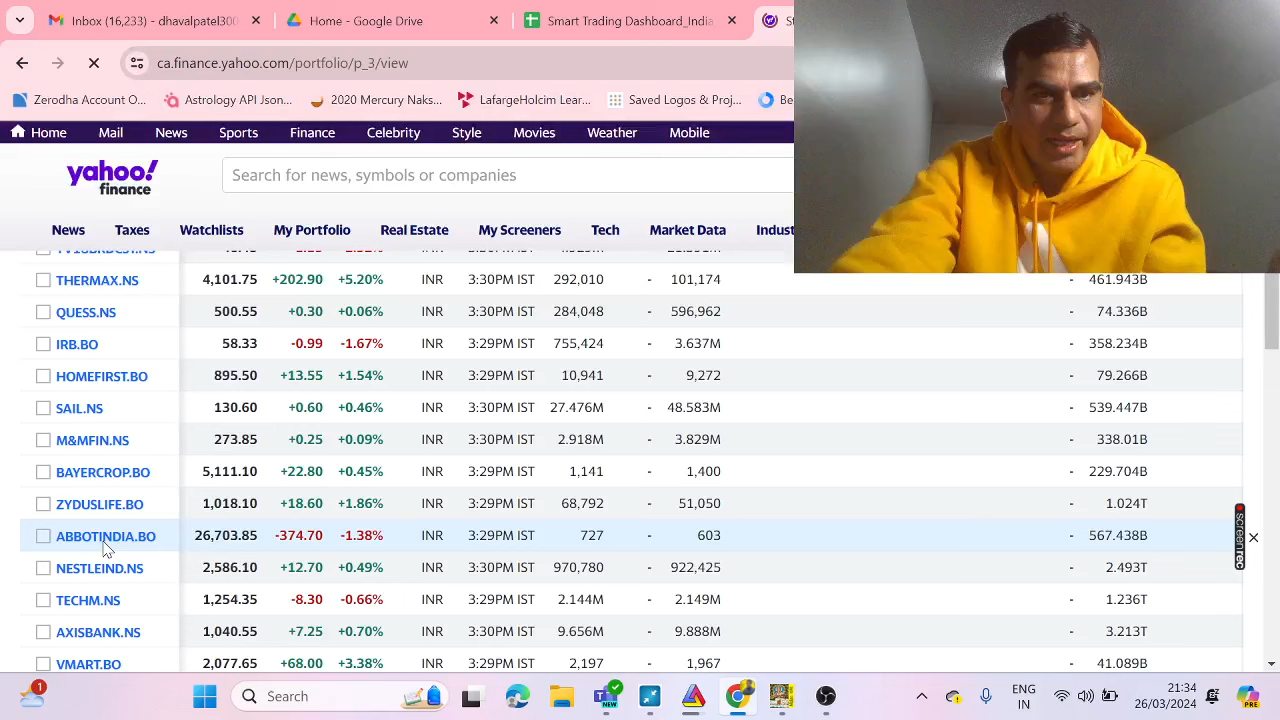 dhavalpatel300
Home - Google Drive
Swing Trading Dashboard_India
ca.finance.yahoo.com/portfolio/p_3/view
Zerodha Account O...
API Quickstart
2020 Mercury Naks...
LafargeHolcim Learn...
Saved Logos & Proj...
Home Mail News Sports Finance Celebrity Style Movies Weather Mobile
yahoo!
finance
Search for news, symbols or companies
News Taxes Watchlists My Portfolio Real Estate My Screeners Tech Market Data Indust
THERMAX.NS 4,101.75 +202.90 +5.20% INR 3:30PM IST 292,010 - 101,174 - 461.943B
QUESS.NS 500.55 +0.30 +0.06% INR 3:30PM IST 284,048 - 596,962 - 74.336B
IRB.BO 58.33 -0.99 -1.67% INR 3:29PM IST 755,424 - 3.637M - 358.234B
HOMEFIRST.BO 895.50 +13.55 +1.54% INR 3:29PM IST 10,941 - 9,272 - 79.266B
SAIL.NS 130.60 +0.60 +0.46% INR 3:30PM IST 27.476M - 48.583M - 539.447B
M&MFIN.NS 273.85 +0.25 +0.09% INR 3:30PM IST 2.918M - 3.829M - 338.01B
BAYERCROP.BO 5,111.10 +22.80 +0.45% INR 3:29PM IST 1,141 - 1,400 - 229.704B
ZYDUSLIFE.BO 1,018.10 +18.60 +1.86% INR 3:29PM IST 68,792 - 51,050 - 1.024T
ABBOTINDIA.BO 26,703.85 -374.70 -1.38% INR 3:29PM IST 727 - 603 - 567.438B
NESTLEIND.NS 2,586.10 +12.70 +0.49% INR 3:29PM IST 970,780 - 922,425 - 2.493T
TECHM.NS 1,254.35 -8.30 -0.66% INR 3:29PM IST 2.144M - 2.149M - 1.236T
AXISBANK.NS 1,040.55 +7.25 +0.70% INR 3:30PM IST 9.656M - 9.888M - 3.213T
VMART.BO 2,077.65 +68.00 +3.38% INR 3:29PM IST 2,197 - 1,967 - 41.089B
screenrec
1
Search
NEW
ENG
IN
21:34
26/03/2024
PRE